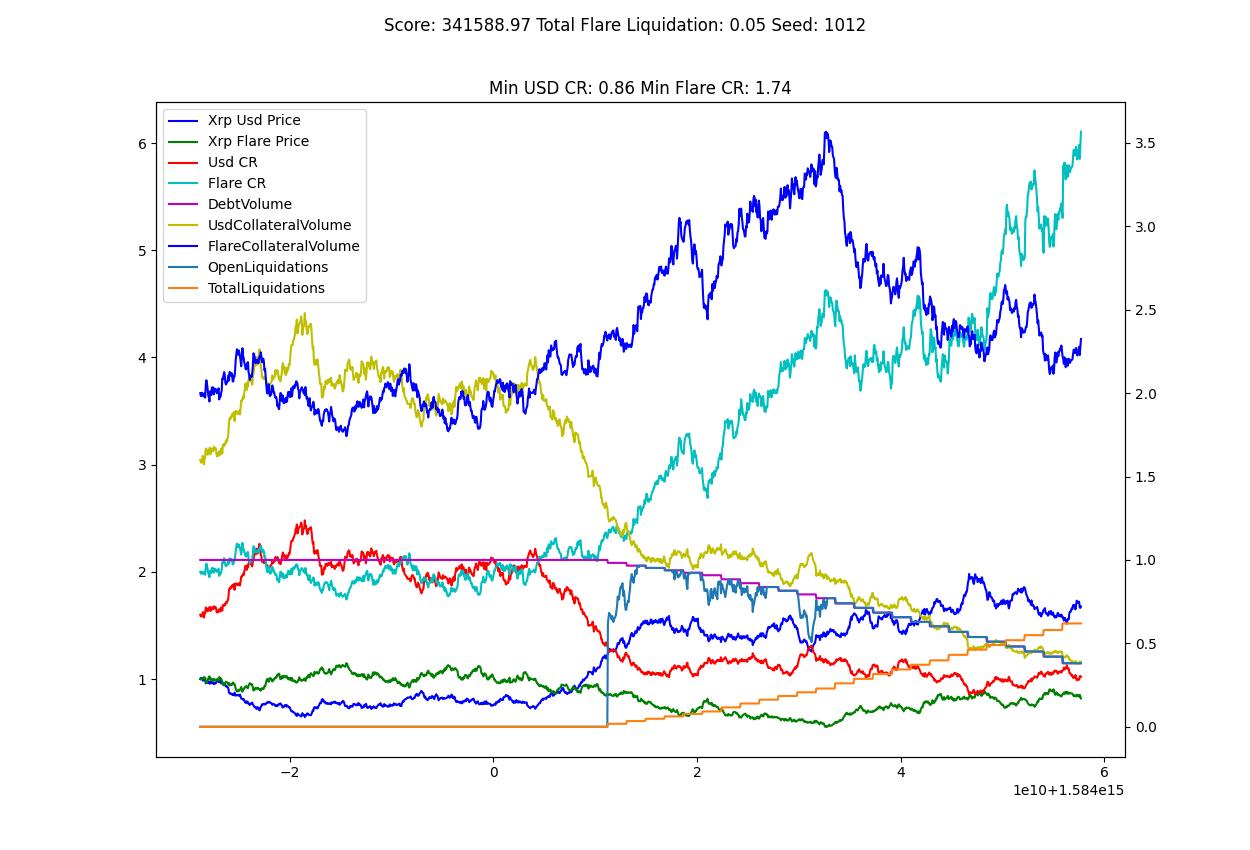 Score: 341588.97 Total Flare Liquidation: 0.05 Seed: 1012
Min USD CR: 0.86 Min Flare CR: 1.74
Xrp Usd Price
Xrp Flare Price
Usd CR
Flare CR
DebtVolume
UsdCollateralVolume
FlareCollateralVolume
OpenLiquidations
TotalLiquidations
6
5
4
3
2
1
3.5
3.0
2.5
2.0
1.5
1.0
0.5
0.0
−2 0 2 4 6
1e10+1.584e15